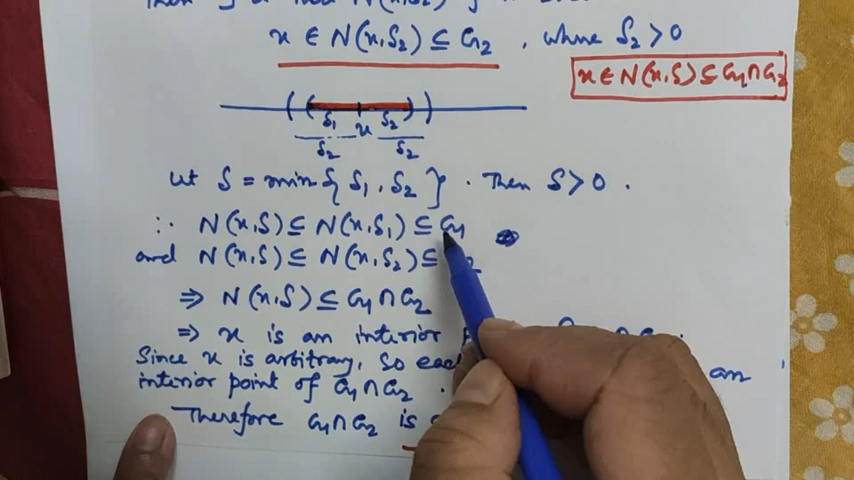 x ∈ N(x,δ₂) ⊆ G₂ , where δ₂ > 0
x ∈ N(x,δ) ⊆ G₁ ∩ G₂
( ( ) )
δ₁ x δ₂
δ₂ δ₂
Let δ = min { δ₁ , δ₂ } . Then δ > 0 .
∴ N(x,δ) ⊆ N(x,δ₁) ⊆ G₁
and N(x,δ) ⊆ N(x,δ₂) ⊆
⇒ N(x,δ) ⊆ G₁ ∩ G₂
⇒ x is an interior
Since x is arbitrary, so an
interior point of G₁ ∩ G₂ .
Therefore G₁ ∩ G₂ is